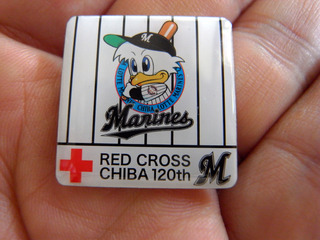 M
Marines
RED CROSS
CHIBA 120th M